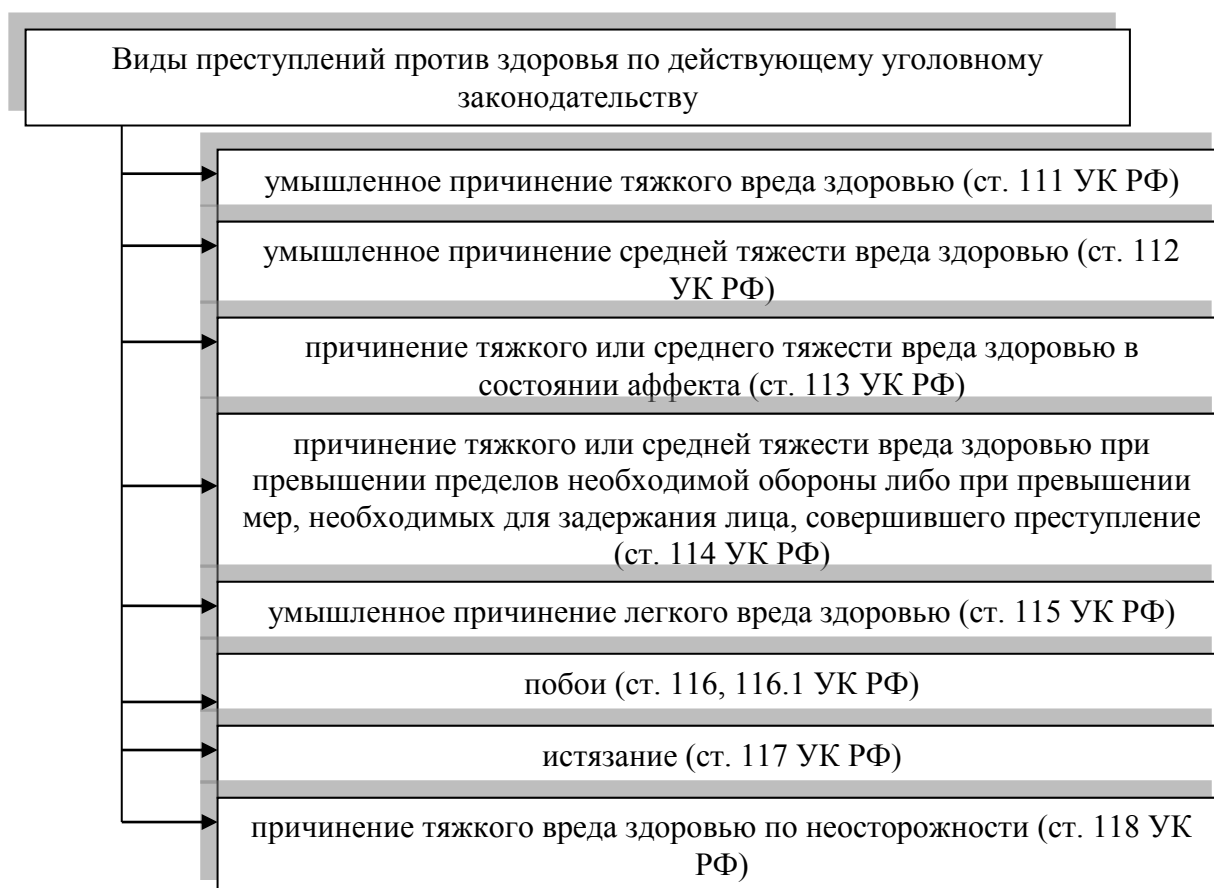 Виды преступлений против здоровья по действующему уголовному
законодательству
умышленное причинение тяжкого вреда здоровью (ст. 111 УК РФ)
умышленное причинение средней тяжести вреда здоровью (ст. 112
УК РФ)
причинение тяжкого или среднего тяжести вреда здоровью в
состоянии аффекта (ст. 113 УК РФ)
причинение тяжкого или средней тяжести вреда здоровью при
превышении пределов необходимой обороны либо при превышении
мер, необходимых для задержания лица, совершившего преступление
(ст. 114 УК РФ)
умышленное причинение легкого вреда здоровью (ст. 115 УК РФ)
побои (ст. 116, 116.1 УК РФ)
истязание (ст. 117 УК РФ)
причинение тяжкого вреда здоровью по неосторожности (ст. 118 УК
РФ)